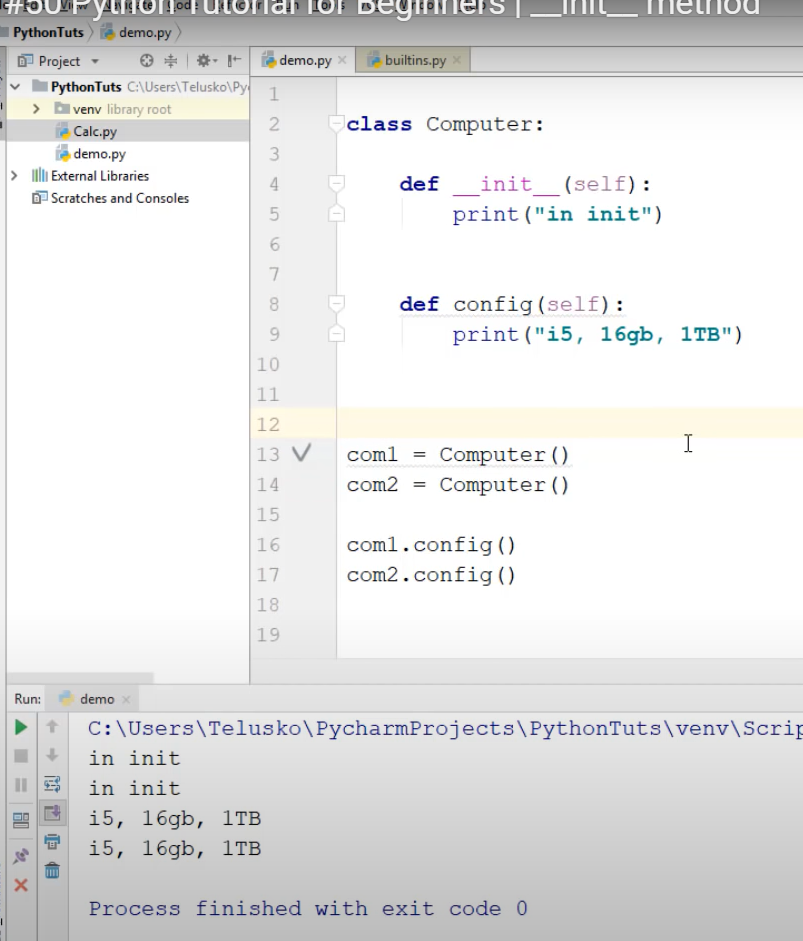 #50 Python Tutorial for Beginners | __init__ method
PythonTuts demo.py
Project
demo.py builtins.py
PythonTuts C:\Users\Telusko\Py
venv library root
Calc.py
demo.py
External Libraries
Scratches and Consoles
1
2 class Computer:
3
4 def __init__(self):
5 print("in init")
6
7
8 def config(self):
9 print("i5, 16gb, 1TB")
10
11
12
13 com1 = Computer()
14 com2 = Computer()
15
16 com1.config()
17 com2.config()
18
19
Run: demo
C:\Users\Telusko\PycharmProjects\PythonTuts\venv\Scrip
in init
in init
i5, 16gb, 1TB
i5, 16gb, 1TB
Process finished with exit code 0